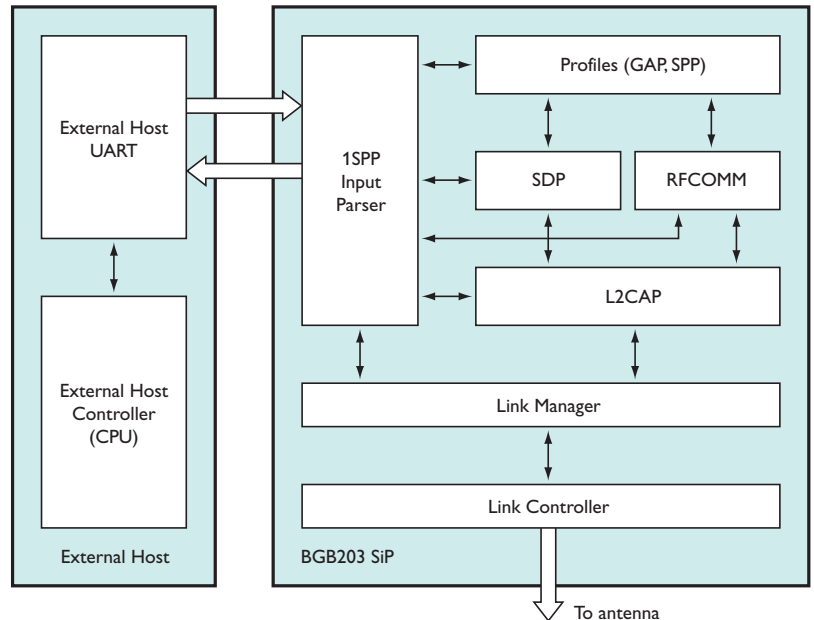 External Host
UART
External Host
Controller
(CPU)
External Host
1SPP
Input
Parser
Profiles (GAP, SPP)
SDP
RFCOMM
L2CAP
Link Manager
Link Controller
BGB203 SiP
To antenna